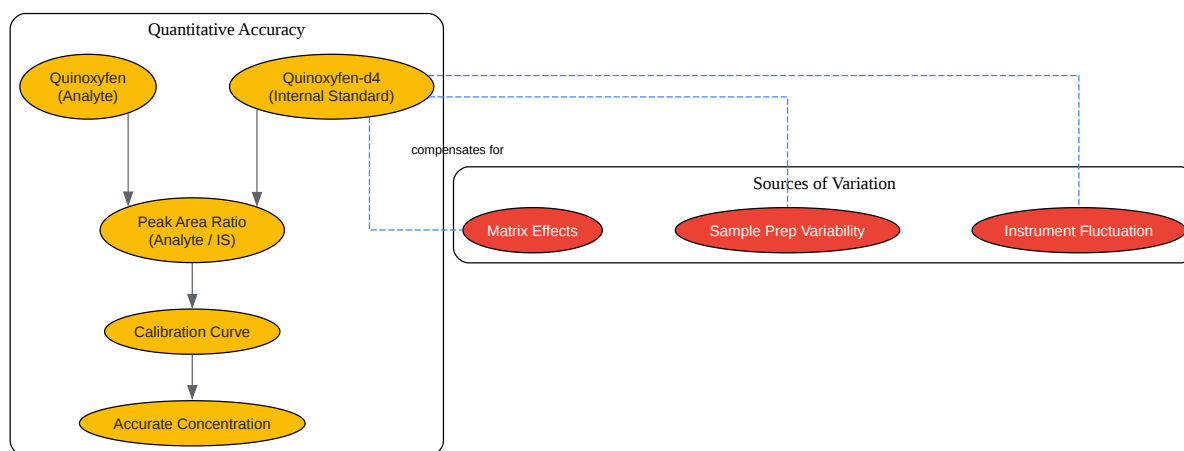 Quantitative Accuracy
Quinoxyfen
(Analyte)
Quinoxyfen-d4
(Internal Standard)
compensates for
Sources of Variation
Peak Area Ratio
(Analyte / IS)
Matrix Effects
Sample Prep Variability
Instrument Fluctuation
Calibration Curve
Accurate Concentration